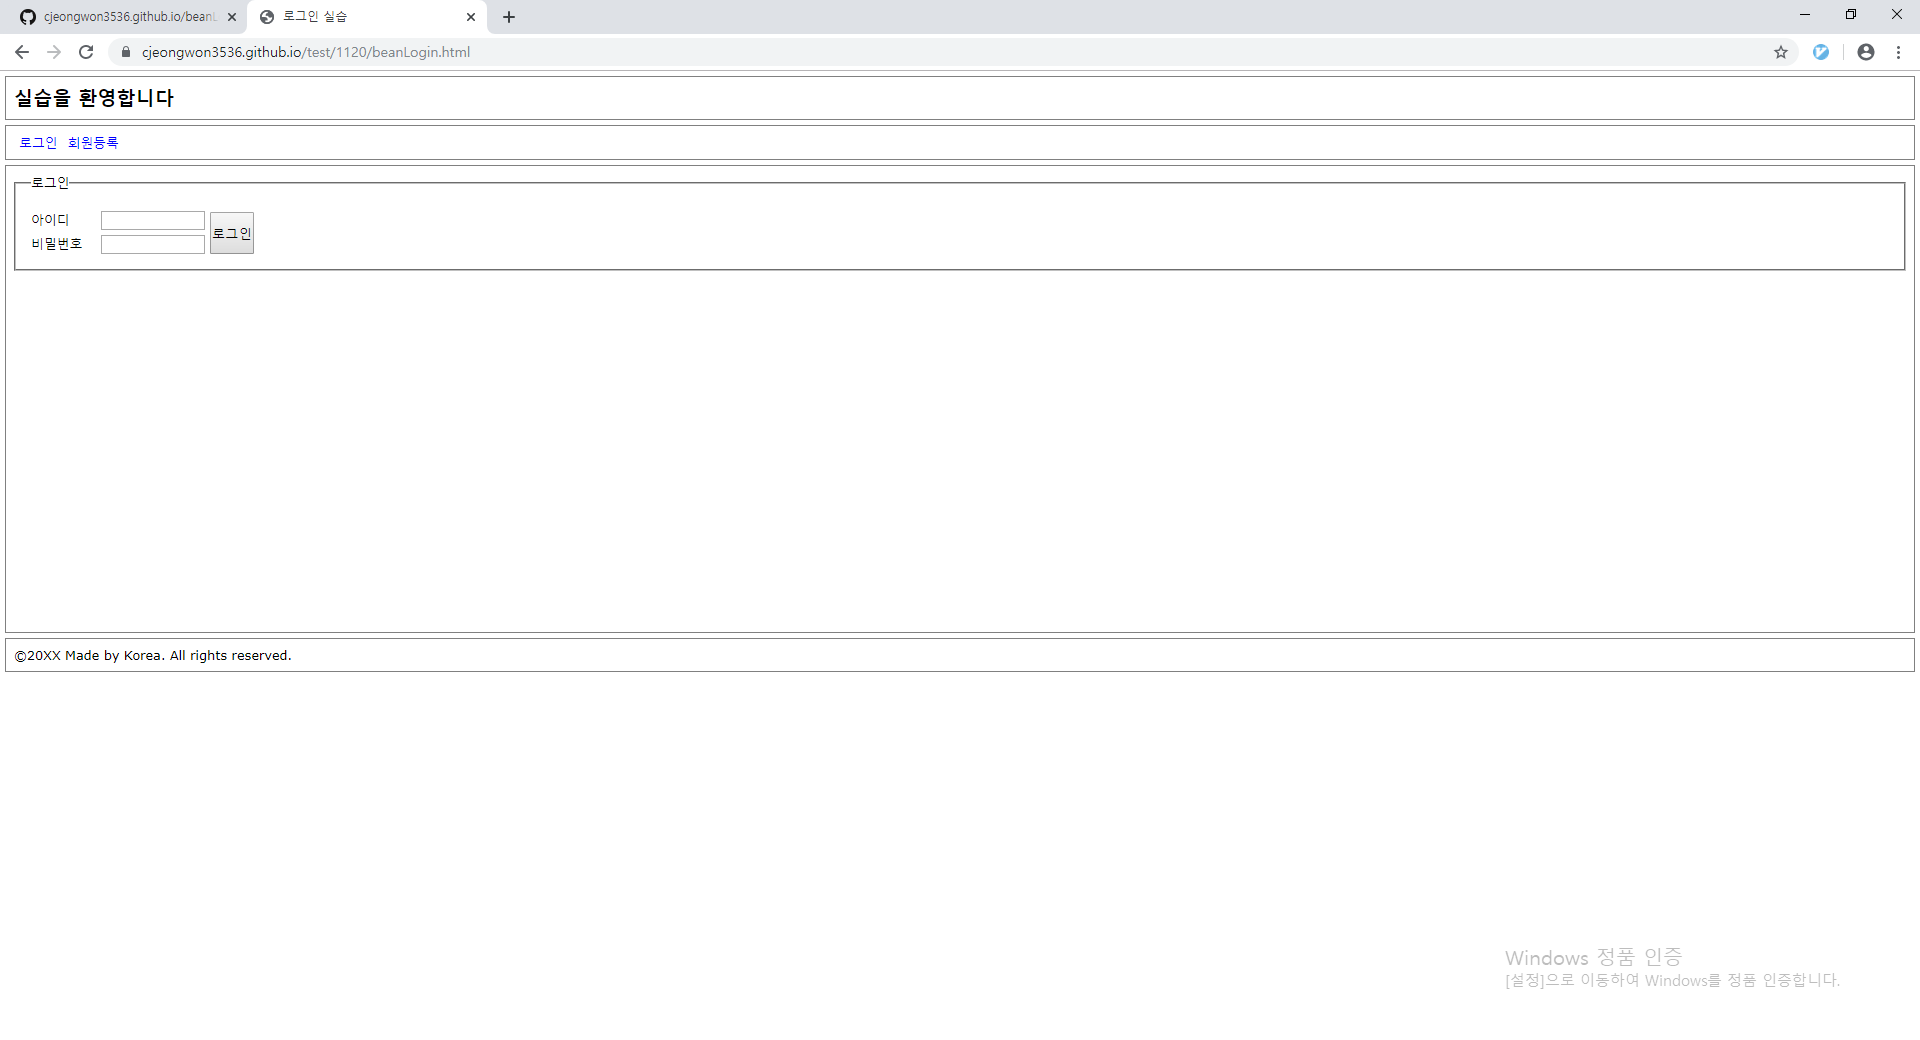 cjeongwon3536.github.io/bean
로그인 실습
cjeongwon3536.github.io/test/1120/beanLogin.html
실습을 환영합니다
로그인 회원등록
로그인
아이디
비밀번호
로그인
©20XX Made by Korea. All rights reserved.
Windows 정품 인증
[설정]으로 이동하여 Windows를 정품 인증합니다.